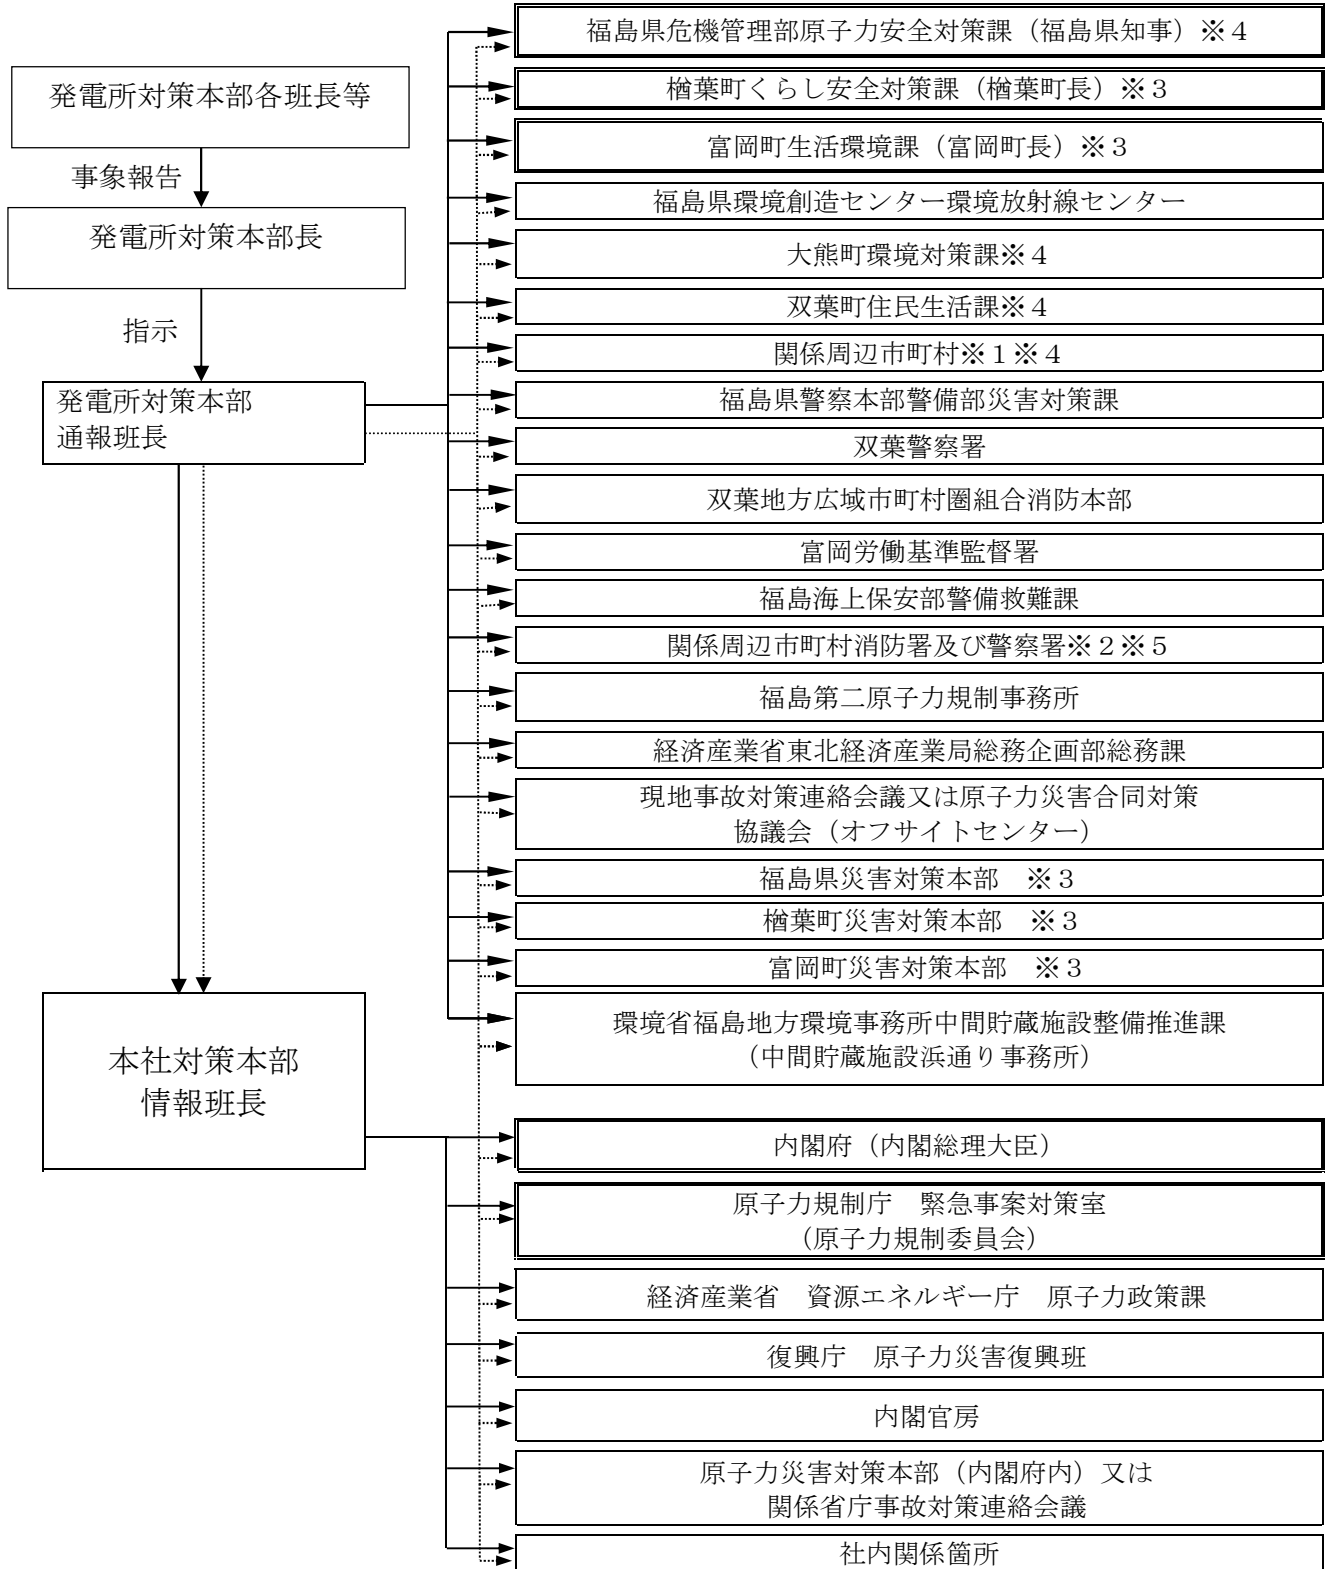 発電所対策本部各班長等
事象報告
発電所対策本部長
指示
発電所対策本部
通報班長
本社対策本部
情報班長
福島県危機管理部原子力安全対策課（福島県知事）※４
楢葉町くらし安全対策課（楢葉町長）※３
富岡町生活環境課（富岡町長）※３
福島県環境創造センター環境放射線センター
大熊町環境対策課※４
双葉町住民生活課※４
関係周辺市町村※１※４
福島県警察本部警備部災害対策課
双葉警察署
双葉地方広域市町村圏組合消防本部
富岡労働基準監督署
福島海上保安部警備救難課
関係周辺市町村消防署及び警察署※２※５
福島第二原子力規制事務所
経済産業省東北経済産業局総務企画部総務課
現地事故対策連絡会議又は原子力災害合同対策
協議会（オフサイトセンター）
福島県災害対策本部　※３
楢葉町災害対策本部　※３
富岡町災害対策本部　※３
環境省福島地方環境事務所中間貯蔵施設整備推進課
（中間貯蔵施設浜通り事務所）
内閣府（内閣総理大臣）
原子力規制庁　緊急事案対策室
（原子力規制委員会）
経済産業省　資源エネルギー庁　原子力政策課
復興庁　原子力災害復興班
内閣官房
原子力災害対策本部（内閣府内）又は
関係省庁事故対策連絡会議
社内関係箇所